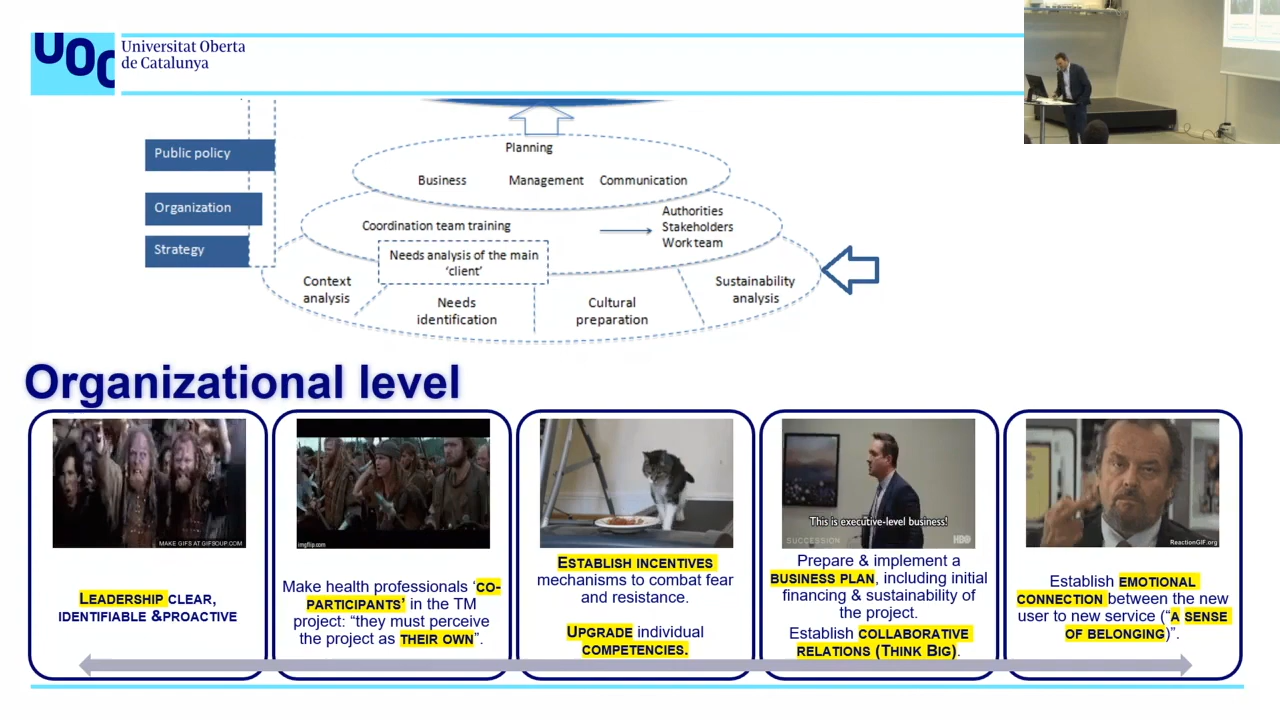 UOC
Universitat Oberta
de Catalunya
Public policy
Organization
Strategy
Planning
Business
Management
Communication
Coordination team training
Authorities
Stakeholders
Work team
Needs analysis of the main
'client'
Context
analysis
Needs
identification
Cultural
preparation
Sustainability
analysis
Organizational level
MAKE GIFS AT GIFSOUP.COM
LEADERSHIP CLEAR,
IDENTIFIABLE &PROACTIVE
imgflip.com
Make health professionals ‘CO-
PARTICIPANTS’ in the TM
project: “they must perceive
the project as THEIR OWN”.
ESTABLISH INCENTIVES
mechanisms to combat fear
and resistance.
UPGRADE individual
COMPETENCIES.
This is executive-level business!
SUCCESSION
HBO
Prepare & implement a
BUSINESS PLAN, including initial
financing & sustainability of
the project.
Establish COLLABORATIVE
RELATIONS (THINK BIG).
ReactionGIF.org
Establish EMOTIONAL
CONNECTION between the new
user to new service (“A SENSE
OF BELONGING)”.